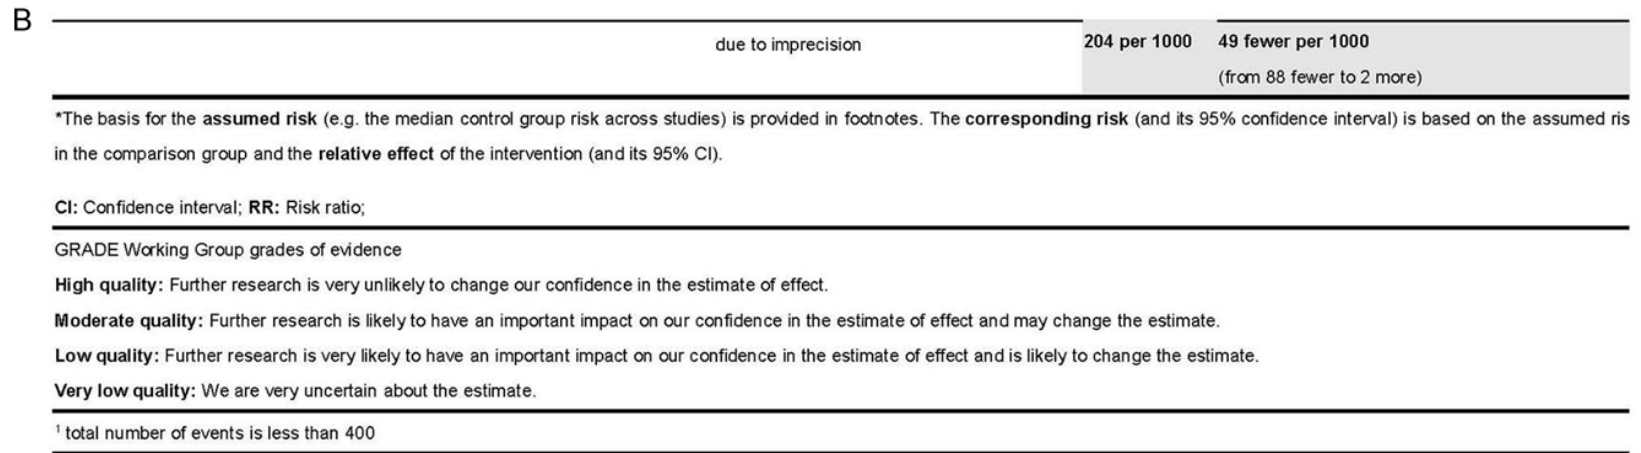 B
due to imprecision 204 per 1000 49 fewer per 1000
(from 88 fewer to 2 more)
*The basis for the assumed risk (e.g. the median control group risk across studies) is provided in footnotes. The corresponding risk (and its 95% confidence interval) is based on the assumed ris
in the comparison group and the relative effect of the intervention (and its 95% CI).
CI: Confidence interval; RR: Risk ratio;
GRADE Working Group grades of evidence
High quality: Further research is very unlikely to change our confidence in the estimate of effect.
Moderate quality: Further research is likely to have an important impact on our confidence in the estimate of effect and may change the estimate.
Low quality: Further research is very likely to have an important impact on our confidence in the estimate of effect and is likely to change the estimate.
Very low quality: We are very uncertain about the estimate.
¹ total number of events is less than 400